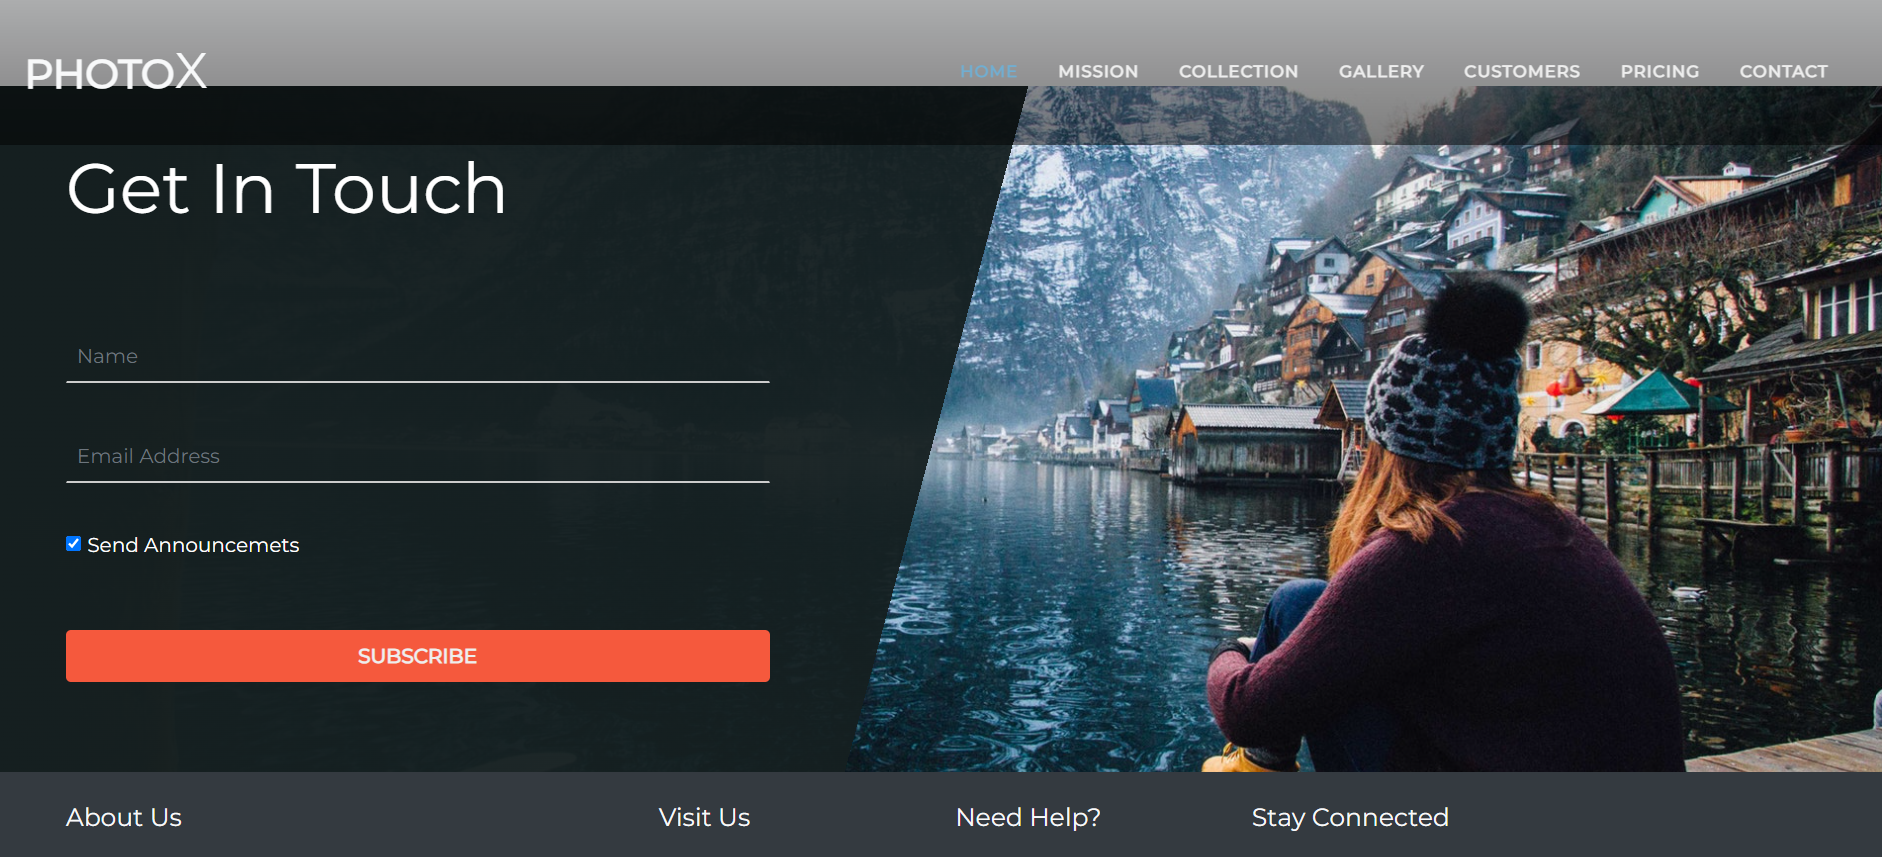 PHOTOX
HOME MISSION COLLECTION GALLERY CUSTOMERS PRICING CONTACT
Get In Touch
Name
Email Address
Send Announcemets
SUBSCRIBE
About Us Visit Us Need Help? Stay Connected